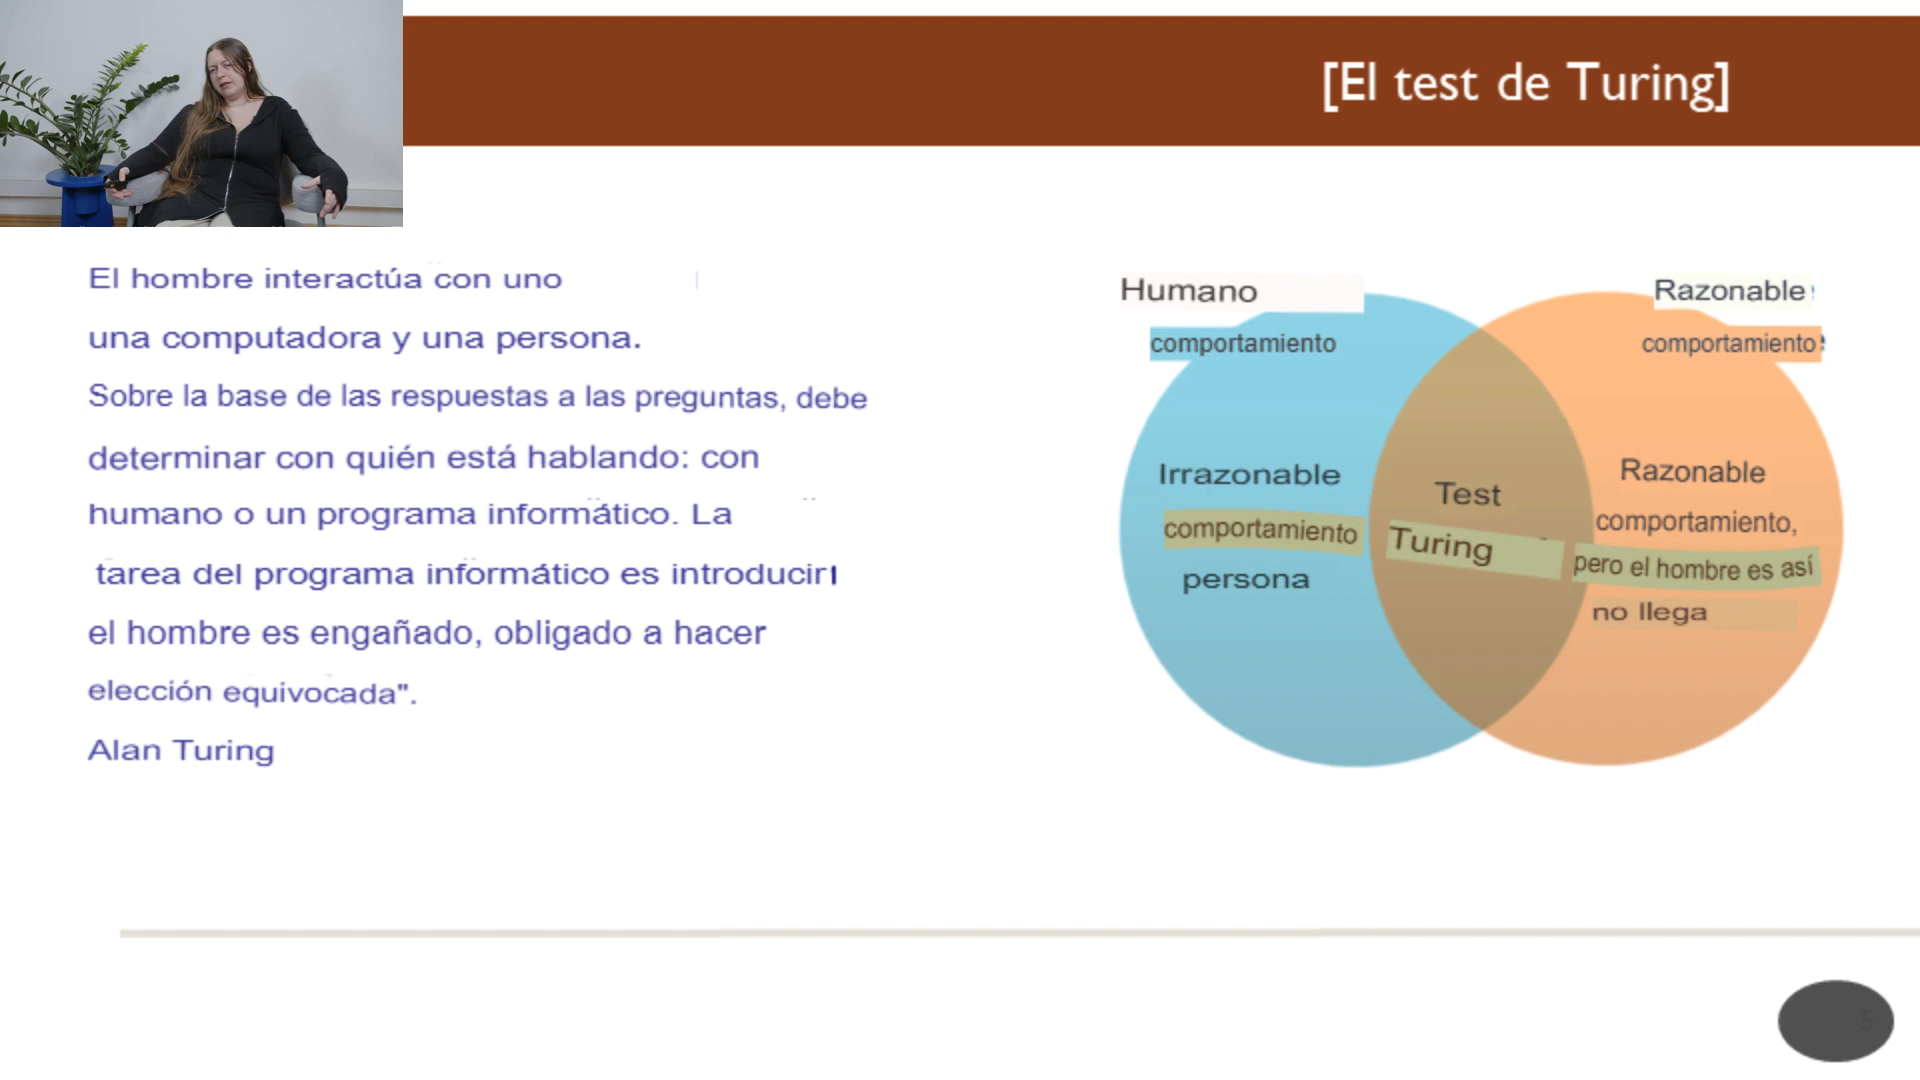 [El test de Turing]
El hombre interactúa con uno
una computadora y una persona.
Sobre la base de las respuestas a las preguntas, debe
determinar con quién está hablando: con
humano o un programa informático. La
tarea del programa informático es introducir
el hombre es engañado, obligado a hacer
elección equivocada".
Alan Turing
Humano
comportamiento
Razonable
comportamiento
Irrazonable
comportamiento
persona
Test
Turing
Razonable
comportamiento,
pero el hombre es así
no llega
5